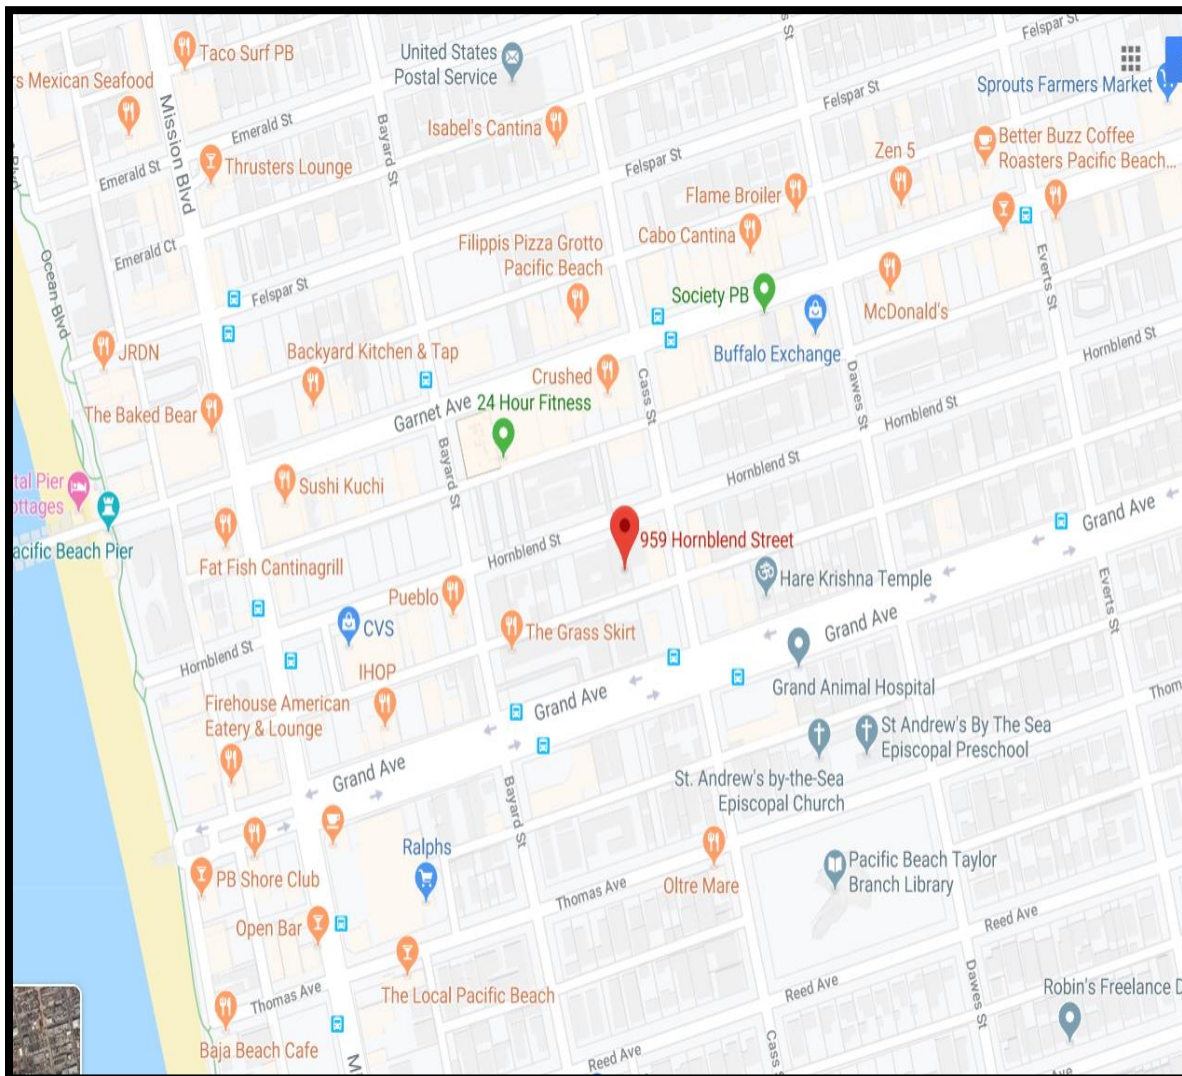 Felspar St
Taco Surf PB
United States
Postal Service
rs Mexican Seafood
Sprouts Farmers Market
Mission Blvd
Emerald St
Bayard St
Isabel's Cantina
Felspar St
Better Buzz Coffee
Roasters Pacific Beach...
Zen 5
Emerald St
Thrusters Lounge
Felspar St
Flame Broiler
Cabo Cantina
Emerald Ct
Ocean Blvd
Filippis Pizza Grotto
Pacific Beach
Everts St
Felspar St
Society PB
McDonald's
JRDN
Backyard Kitchen & Tap
Buffalo Exchange
Hornblend St
Crushed
Cass St
Dawes St
The Baked Bear
Garnet Ave
24 Hour Fitness
Hornblend St
Bayard St
Hornblend St
tal Pier
ottages
Sushi Kuchi
Grand Ave
acific Beach Pier
Hornblend St
959 Hornblend Street
Fat Fish Cantinagrill
Hare Krishna Temple
Pueblo
Everts St
CVS
The Grass Skirt
Grand Ave
Hornblend St
IHOP
Grand Animal Hospital
Thom
Firehouse American
Eatery & Lounge
Grand Ave
St Andrew's By The Sea
Episcopal Preschool
Grand Ave
St. Andrew's by-the-Sea
Episcopal Church
Bayard St
Ralphs
Pacific Beach Taylor
Branch Library
PB Shore Club
Thomas Ave
Oltre Mare
Open Bar
Reed Ave
Thomas Ave
The Local Pacific Beach
Reed Ave
Dawes St
Robin's Freelance D
Baja Beach Cafe
Reed Ave
Cass St
Mi
Ave